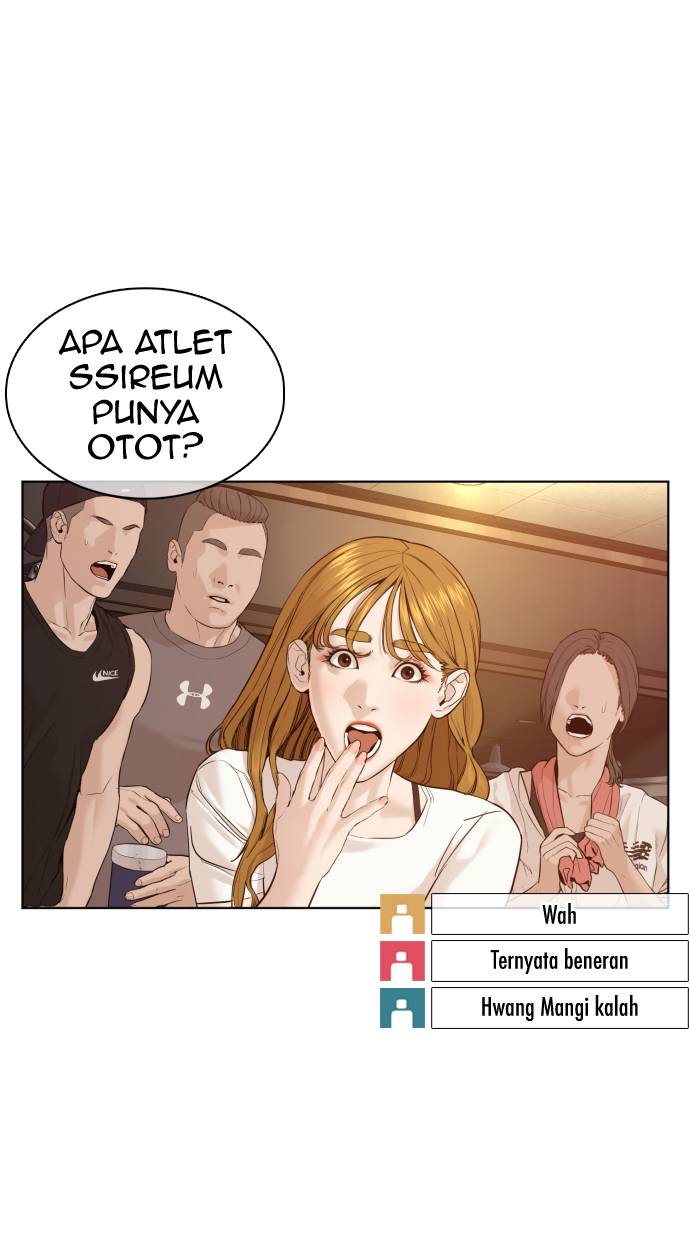 APA ATLET
SSIREUM
PUNYA
OTOT?
NICE
Wah
Ternyata beneran
Hwang Mangi kalah